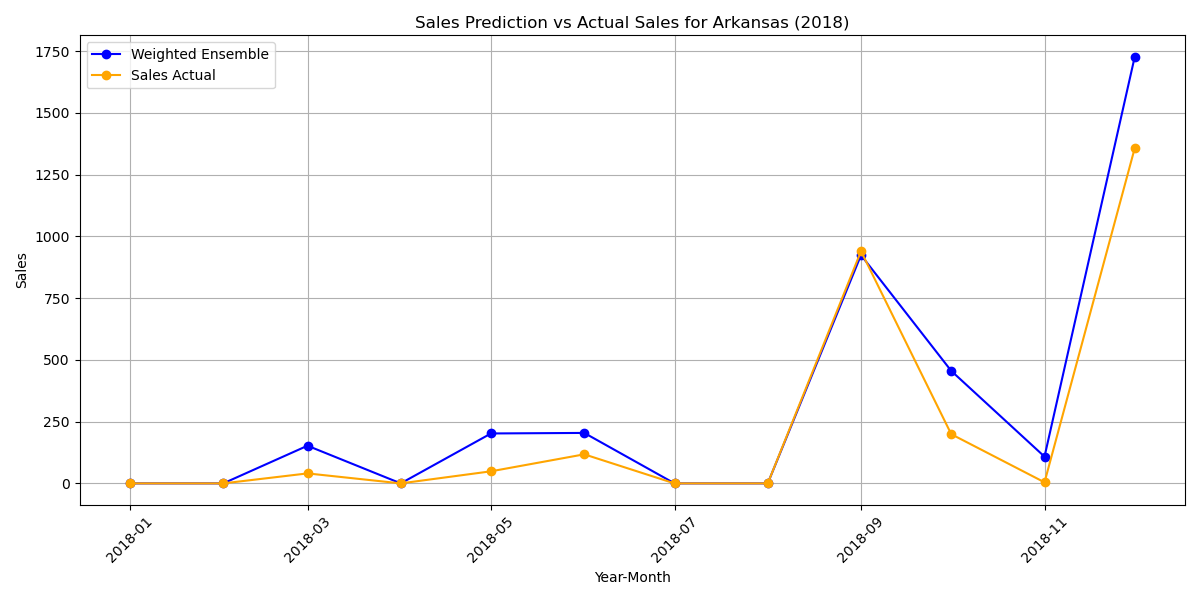 Sales Prediction vs Actual Sales for Arkansas (2018)
Weighted Ensemble
Sales Actual
1750
1500
1250
1000
750
500
250
0
Sales
2018-01
2018-03
2018-05
2018-07
2018-09
2018-11
Year-Month